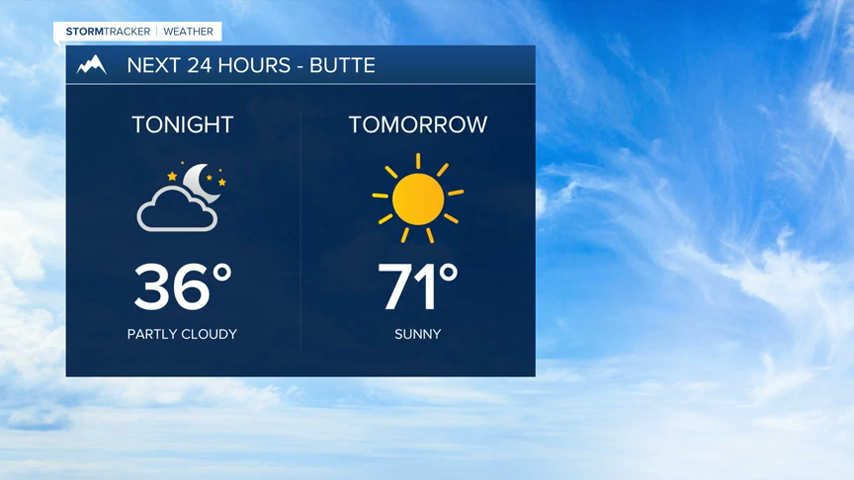 STORMTRACKER | WEATHER
NEXT 24 HOURS - BUTTE
TONIGHT
36°
PARTLY CLOUDY
TOMORROW
71°
SUNNY